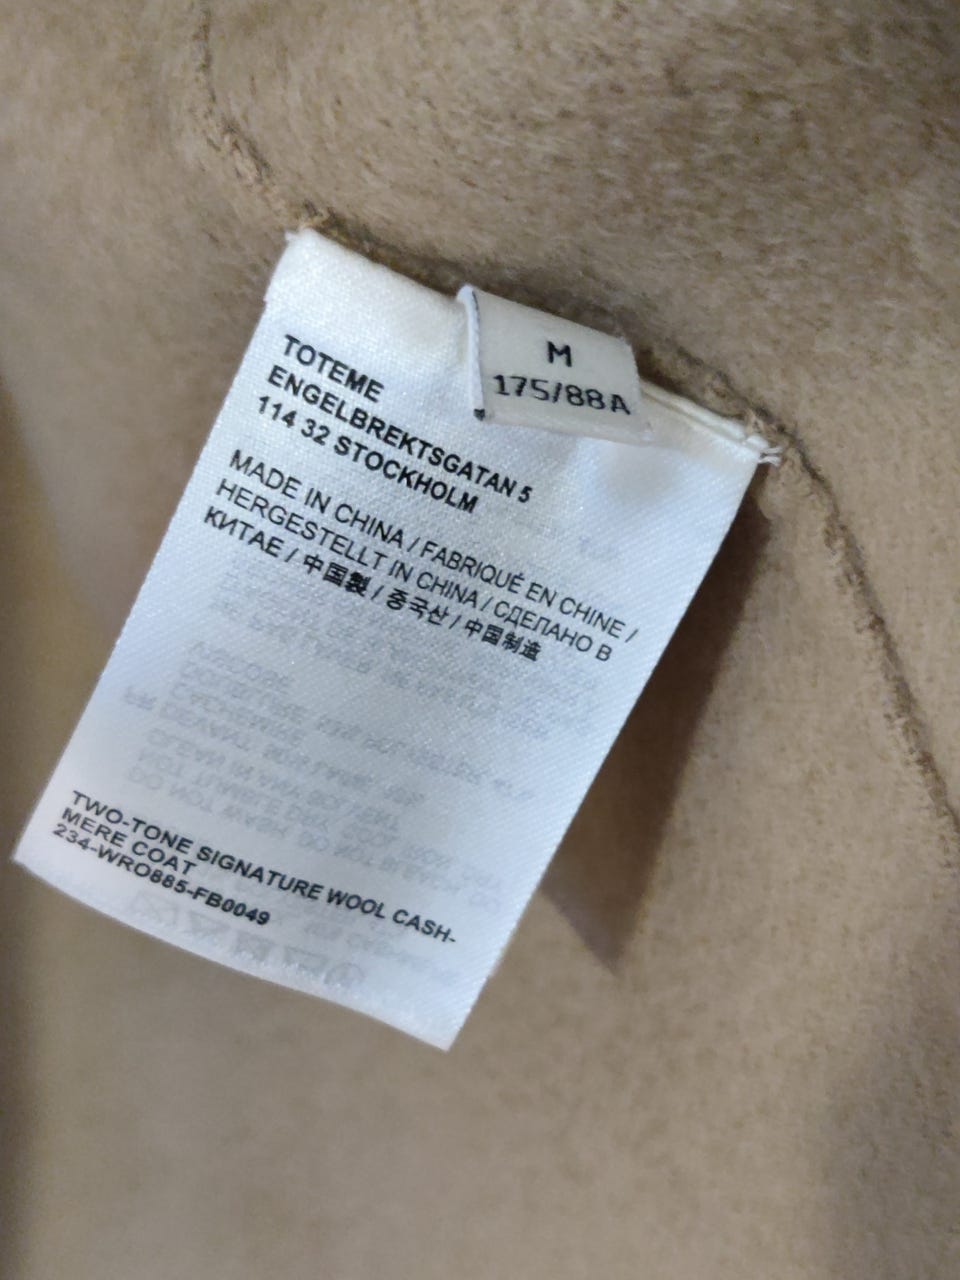 M
175/88A
TOTEME
ENGELBREKTSGATAN 5
114 32 STOCKHOLM
MADE IN CHINA / FABRIQUÉ EN CHINE /
HERGESTELLT IN CHINA / СДЕЛАНО В
КИТАЕ / 中国製 / 중국산 / 中国制造
TWO-TONE SIGNATURE WOOL CASH-
MERE COAT
234-WRO885-FB0049